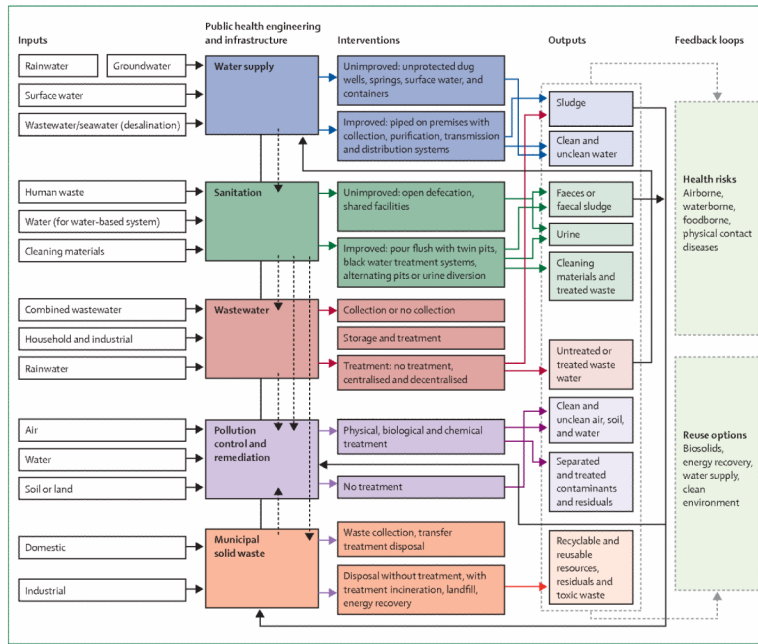 Inputs
Public health engineering
and infrastructure
Interventions
Outputs
Feedback loops
Rainwater
Groundwater
Surface water
Wastewater/seawater (desalination)
Water supply
Unimproved: unprotected dug
wells, springs, surface water, and
containers
Improved: piped on premises with
collection, purification, transmission
and distribution systems
Sludge
Clean and
unclean water
Human waste
Water (for water-based system)
Cleaning materials
Sanitation
Unimproved: open defecation,
shared facilities
Improved: pour flush with twin pits,
black water treatment systems,
alternating pits or urine diversion
Faeces or
faecal sludge
Urine
Cleaning
materials and
treated waste
Health risks
Airborne,
waterborne,
foodborne,
physical contact
diseases
Combined wastewater
Household and industrial
Rainwater
Wastewater
Collection or no collection
Storage and treatment
Treatment: no treatment,
centralised and decentralised
Untreated or
treated waste
water
Air
Water
Soil or land
Pollution
control and
remediation
Physical, biological and chemical
treatment
No treatment
Clean and
unclean air, soil,
and water
Separated
and treated
contaminants
and residuals
Reuse options
Biosolids,
energy recovery,
water supply,
clean
environment
Domestic
Industrial
Municipal
solid waste
Waste collection, transfer
treatment disposal
Disposal without treatment, with
treatment incineration, landfill,
energy recovery
Recyclable and
reusable
resources,
residuals and
toxic waste